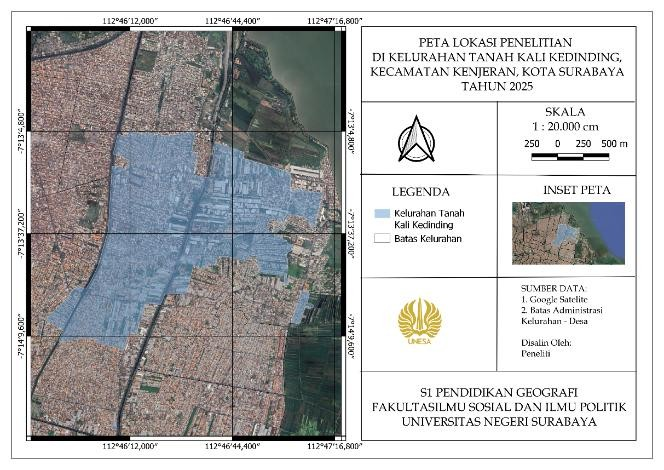 112°46′12,000″ 112°46′44,400″ 112°47′16,800″
-7°13′4,800″ -7°13′4,800″
-7°13′37,200″ -7°13′37,200″
-7°14′9,600″ -7°14′9,600″
112°46′12,000″ 112°46′44,400″ 112°47′16,800″
PETA LOKASI PENELITIAN
DI KELURAHAN TANAH KALI KEDINDING,
KECAMATAN KENJERAN, KOTA SURABAYA
TAHUN 2025
SKALA
1 : 20.000 cm
250 0 250 500 m
LEGENDA
Kelurahan Tanah
Kali Kedinding
Batas Kelurahan
INSET PETA
UNESA
SUMBER DATA:
1. Google Satelite
2. Batas Administrasi
Kelurahan - Desa
Disalin Oleh:
Peneliti
S1 PENDIDIKAN GEOGRAFI
FAKULTASILMU SOSIAL DAN ILMU POLITIK
UNIVERSITAS NEGERI SURABAYA